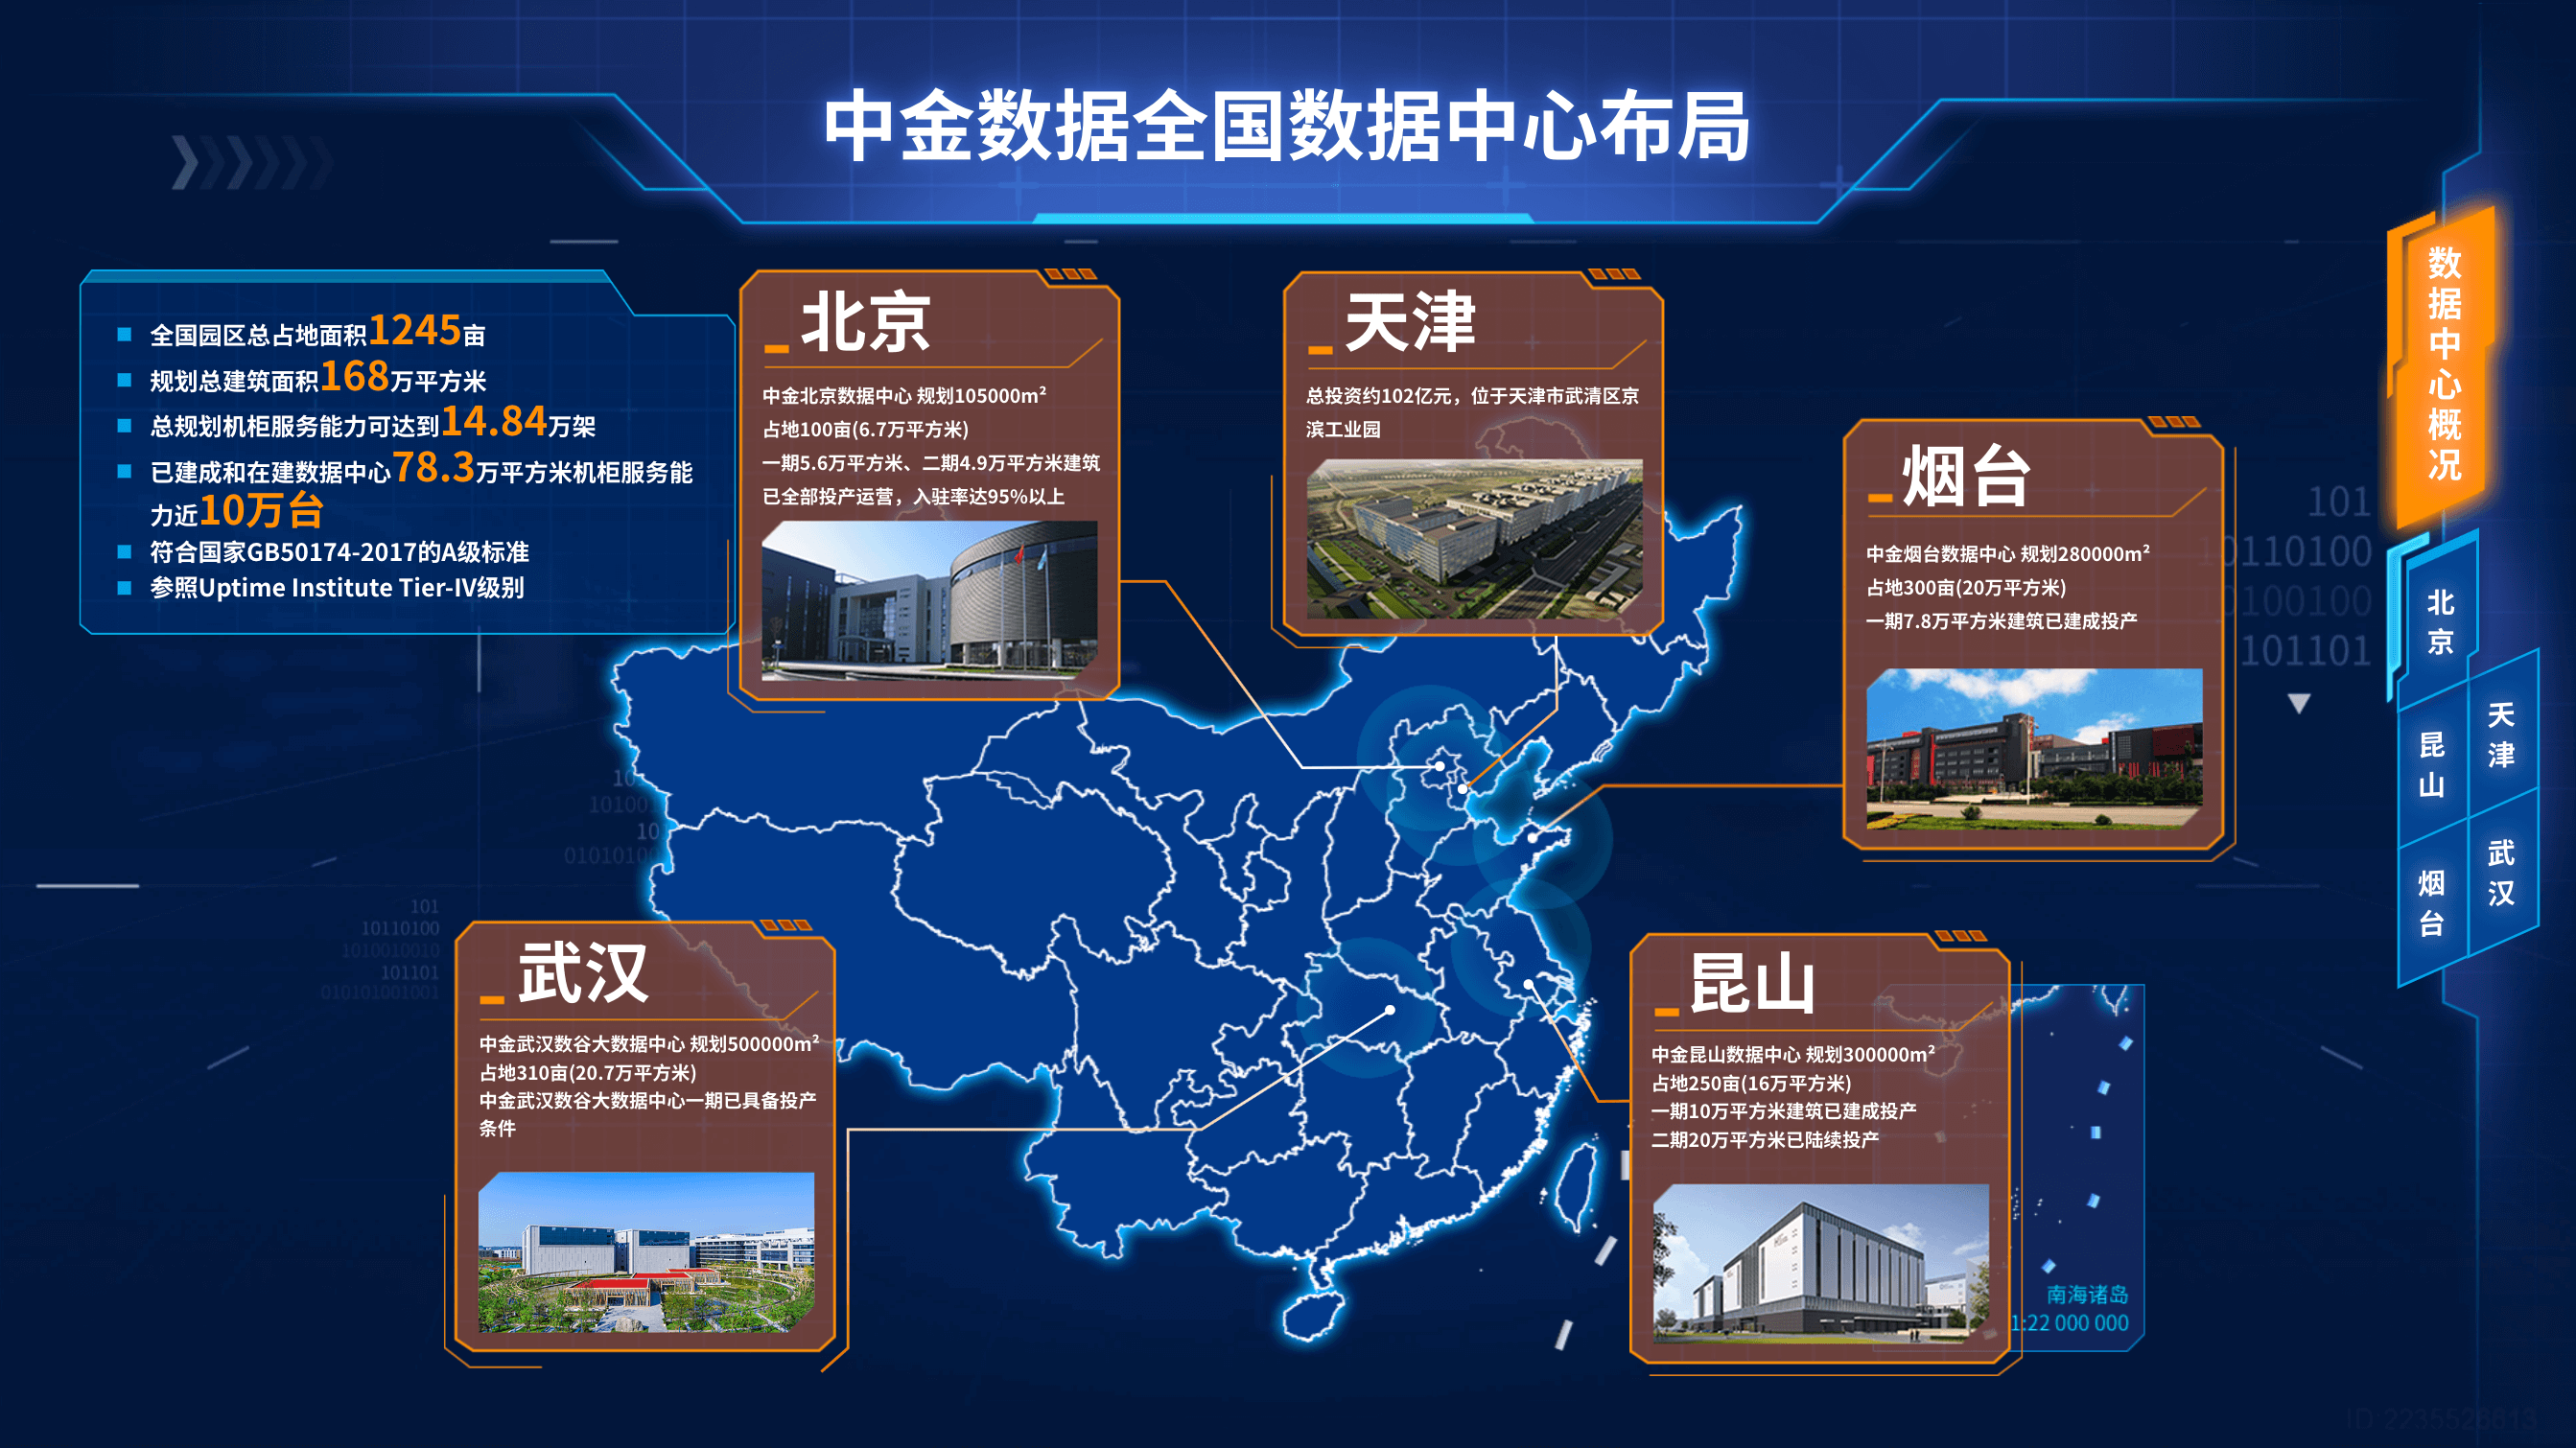 中金数据全国数据中心布局
全国园区总占地面积1245亩
规划总建筑面积168万平方米
总规划机柜服务能力可达到14.84万架
已建成和在建数据中心78.3万平方米机柜服务能
力近10万台
符合国家GB50174-2017的A级标准
参照Uptime Institute Tier-IV级别
北京
中金北京数据中心 规划105000m²
占地100亩(6.7万平方米)
一期5.6万平方米、二期4.9万平方米建筑
已全部投产运营，入驻率达95%以上
天津
总投资约102亿元，位于天津市武清区京
滨工业园
烟台
中金烟台数据中心 规划280000m²
占地300亩(20万平方米)
一期7.8万平方米建筑已建成投产
武汉
中金武汉数谷大数据中心 规划500000m²
占地310亩(20.7万平方米)
中金武汉数谷大数据中心一期已具备投产
条件
昆山
中金昆山数据中心 规划300000m²
占地250亩(16万平方米)
一期10万平方米建筑已建成投产
二期20万平方米已陆续投产
南海诸岛
1:22 000 000
数据中心概况
北京
天津
昆山
武汉
烟台
101
10110100
100100
101101
101
10110100
1010010010
101101
010101001001